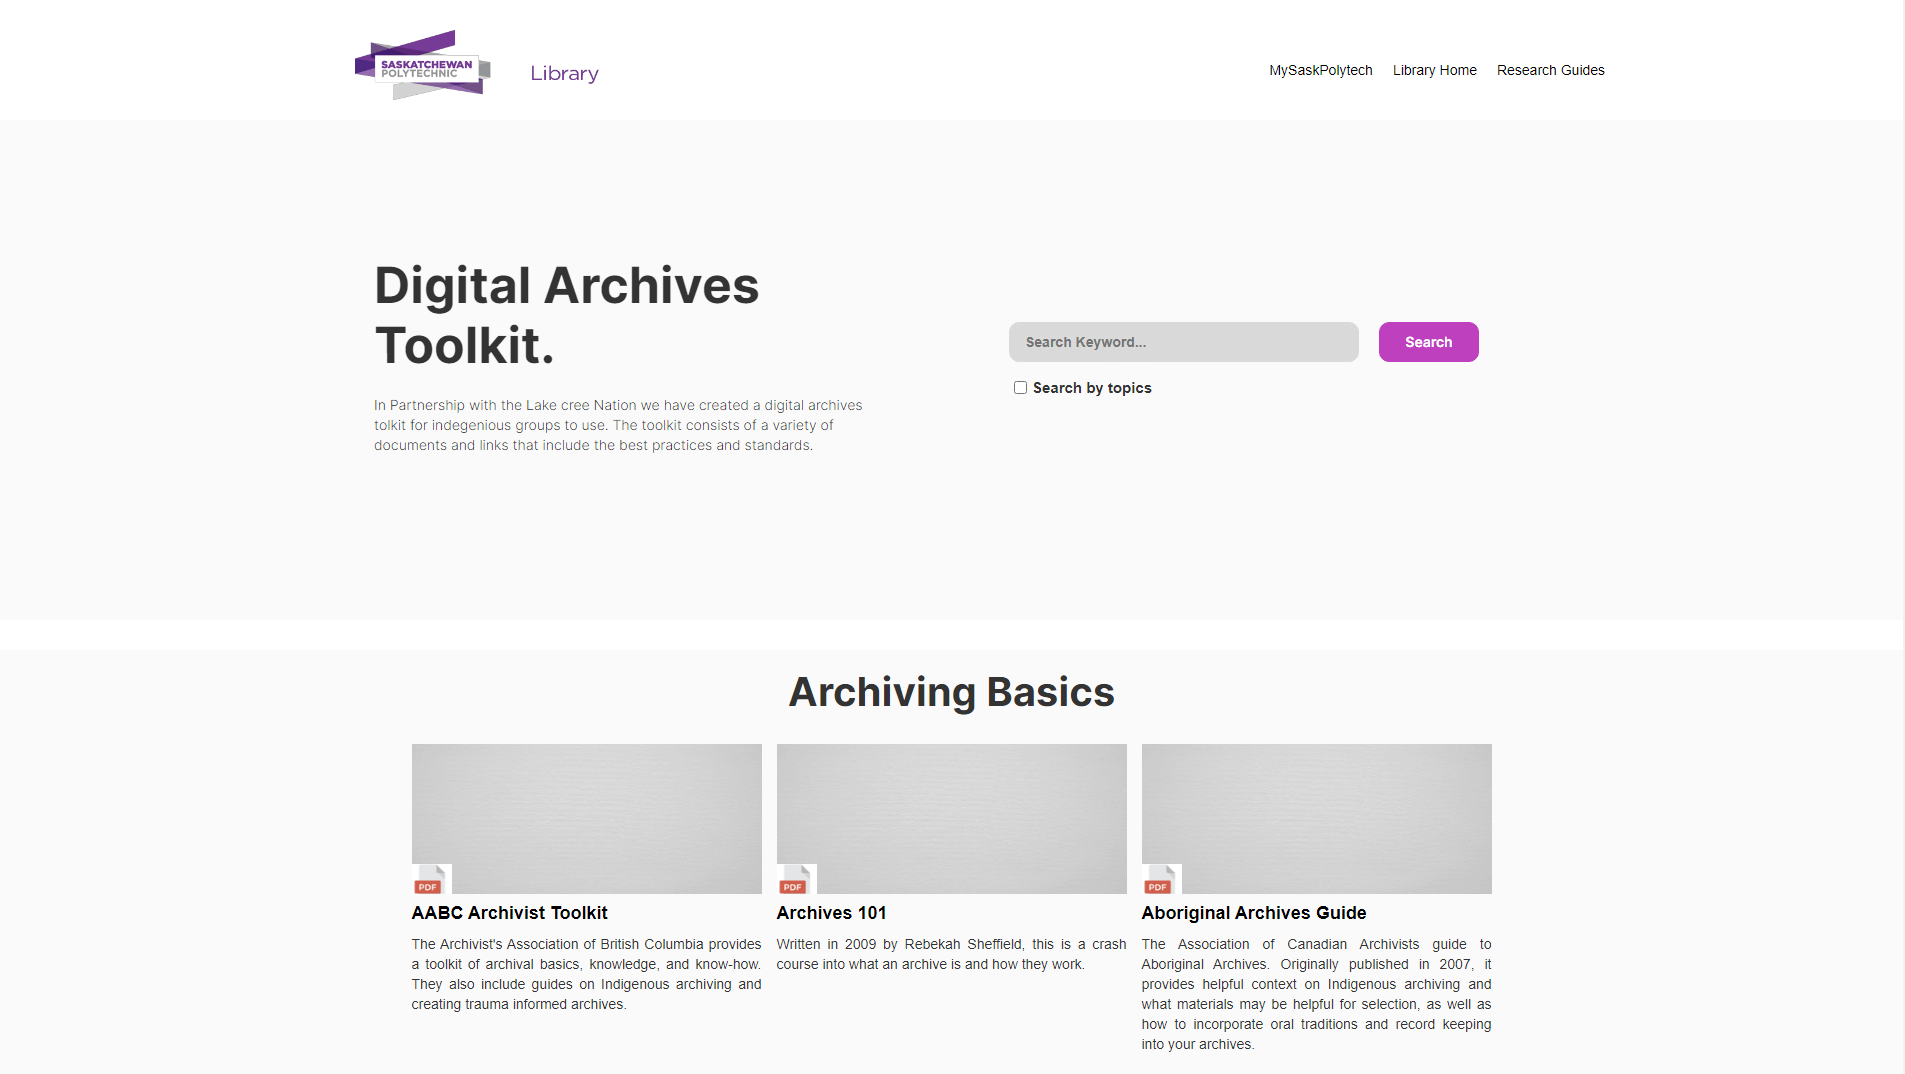 SASKATCHEWAN
POLYTECHNIC
Library
MySaskPolytech
Library Home
Research Guides
Digital Archives
Toolkit.
In Partnership with the Lake cree Nation we have created a digital archives
tolkit for indegenious groups to use. The toolkit consists of a variety of
documents and links that include the best practices and standards.
Search Keyword...
Search
Search by topics
Archiving Basics
PDF
AABC Archivist Toolkit
The Archivist's Association of British Columbia provides
a toolkit of archival basics, knowledge, and know-how.
They also include guides on Indigenous archiving and
creating trauma informed archives.
PDF
Archives 101
Written in 2009 by Rebekah Sheffield, this is a crash
course into what an archive is and how they work.
PDF
Aboriginal Archives Guide
The Association of Canadian Archivists guide to
Aboriginal Archives. Originally published in 2007, it
provides helpful context on Indigenous archiving and
what materials may be helpful for selection, as well as
how to incorporate oral traditions and record keeping
into your archives.